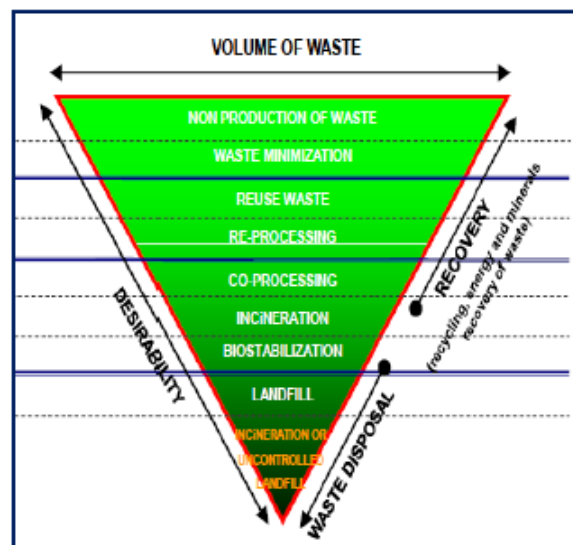 VOLUME OF WASTE
NON PRODUCTION OF WASTE
WASTE MINIMIZATION
REUSE WASTE
RE-PROCESSING
CO-PROCESSING
INCiNERATION
BIOSTABILIZATION
LANDFILL
INCiNERATION OR
UNCONTROLLED
LANDFILL
DESIRABILITY
RECOVERY
(recycling, energy and minerals
recovery of waste)
WASTE DISPOSAL